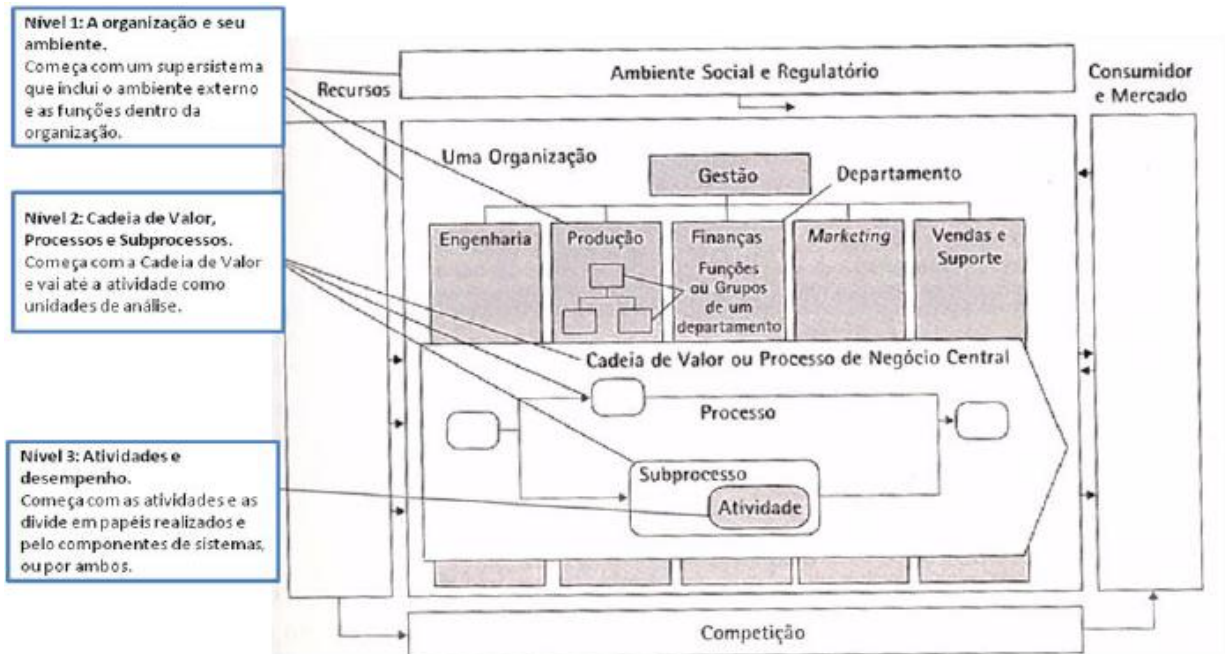 Nível 1: A organização e seu
ambiente.
Começa com um supersistema
que inclui o ambiente externo
e as funções dentro da
organização.
Nível 2: Cadeia de Valor,
Processos e Subprocessos.
Começa com a Cadeia de Valor
e vai até a atividade como
unidades de análise.
Nível 3: Atividades e
desempenho.
Começa com as atividades e as
divide em papéis realizados e
pelo componentes de sistemas,
ou por ambos.
Recursos
Ambiente Social e Regulatório
Consumidor
e Mercado
Uma Organização
Gestão
Departamento
Engenharia
Produção
Finanças
Funções
ou Grupos
de um
departamento
Marketing
Vendas e
Suporte
Cadeia de Valor ou Processo de Negócio Central
Processo
Subprocesso
Atividade
Competição